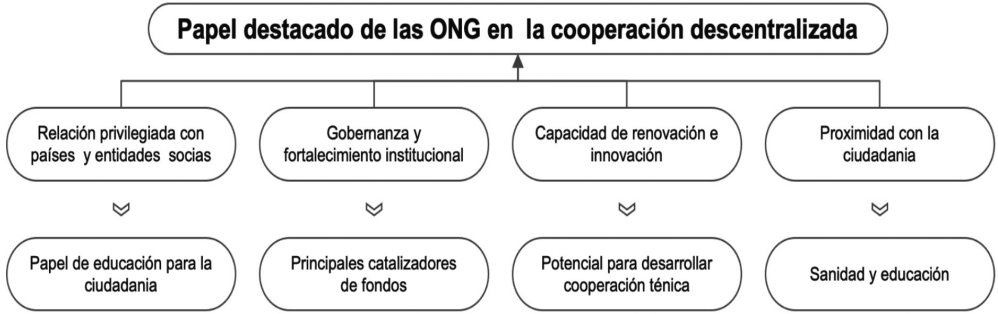 Papel destacado de las ONG en la cooperación descentralizada
Relación privilegiada con
países y entidades socias
Gobernanza y
fortalecimiento institucional
Capacidad de renovación e
innovación
Proximidad con la
ciudadania
Papel de educación para la
ciudadania
Principales catalizadores
de fondos
Potencial para desarrollar
cooperación ténica
Sanidad y educación